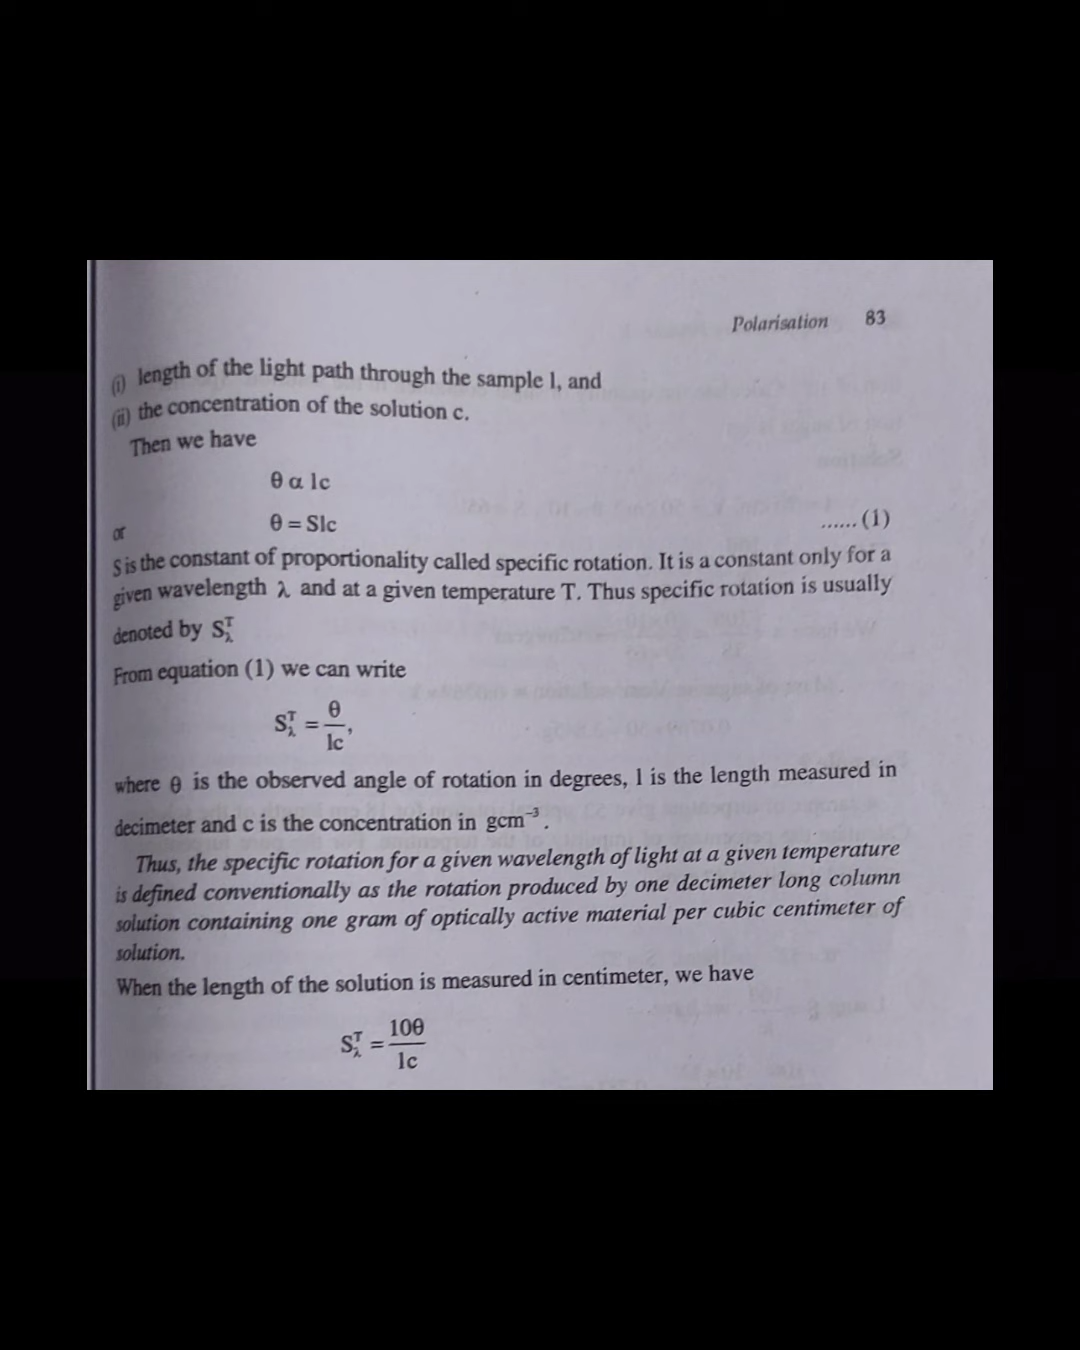 Polarisation 83
(i) length of the light path through the sample l, and
(ii) the concentration of the solution c.
Then we have
θ α lc
or θ = Slc ...... (1)
S is the constant of proportionality called specific rotation. It is a constant only for a
given wavelength λ and at a given temperature T. Thus specific rotation is usually
denoted by S_λ^T
From equation (1) we can write
S_λ^T = θ/lc,
where θ is the observed angle of rotation in degrees, l is the length measured in
decimeter and c is the concentration in gcm⁻³.
Thus, the specific rotation for a given wavelength of light at a given temperature
is defined conventionally as the rotation produced by one decimeter long column
solution containing one gram of optically active material per cubic centimeter of
solution.
When the length of the solution is measured in centimeter, we have
S_λ^T = 10θ/lc